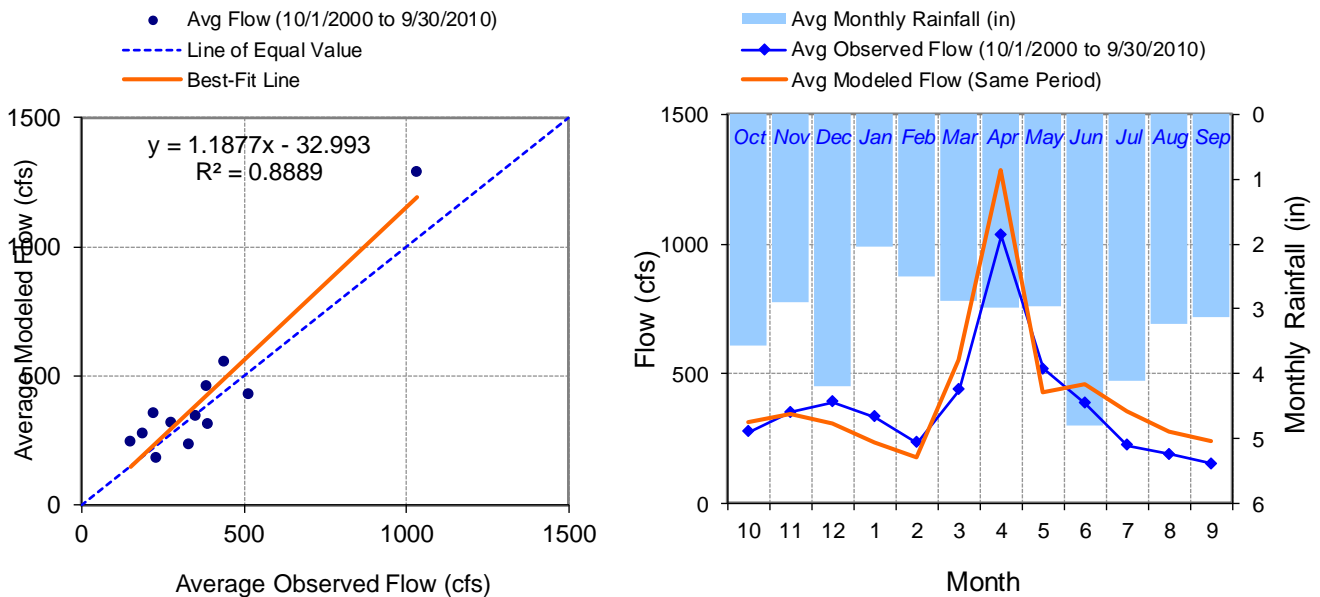 Avg Flow (10/1/2000 to 9/30/2010)
Line of Equal Value
Best-Fit Line
y = 1.1877x - 32.993
R² = 0.8889
Average Modeled Flow (cfs)
1500
1000
500
0
0 500 1000 1500
Average Observed Flow (cfs)
Avg Monthly Rainfall (in)
Avg Observed Flow (10/1/2000 to 9/30/2010)
Avg Modeled Flow (Same Period)
Oct Nov Dec Jan Feb Mar Apr May Jun Jul Aug Sep
Flow (cfs)
1500
1000
500
0
0
1
2
3
4
5
6
Monthly Rainfall (in)
10 11 12 1 2 3 4 5 6 7 8 9
Month